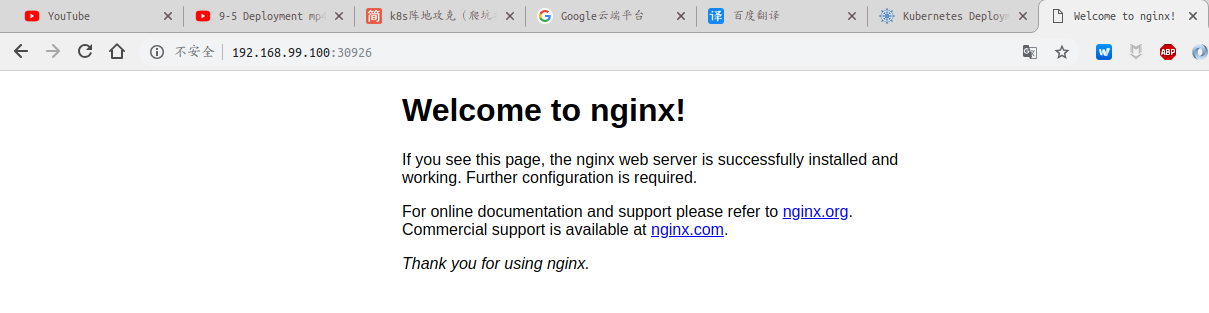 YouTube
9-5 Deployment mp4
k8s阵地攻克（爬坑
Google云端平台
百度翻译
Kubernetes Deploym
Welcome to nginx!
不安全 192.168.99.100:30926
Welcome to nginx!
If you see this page, the nginx web server is successfully installed and
working. Further configuration is required.
For online documentation and support please refer to nginx.org.
Commercial support is available at nginx.com.
Thank you for using nginx.